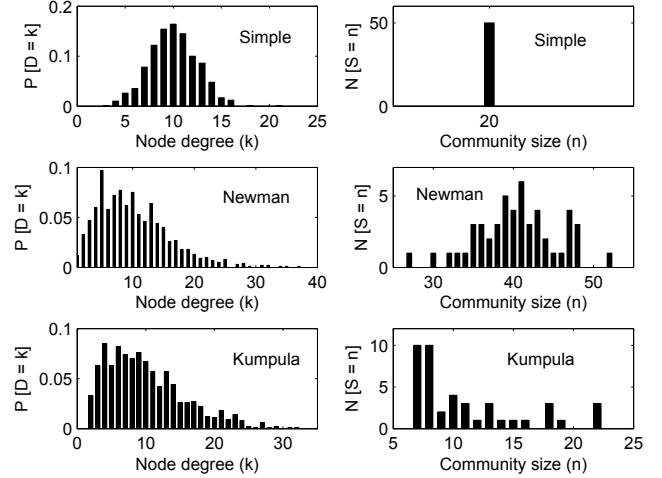 0.2
0.1
0
P [D = k]
Simple
0 5 10 15 20 25
Node degree (k)
50
0
N [S = n]
Simple
20
Community size (n)
0.1
0.05
0
P [D = k]
Newman
10 20 30 40
Node degree (k)
5
0
N [S = n]
Newman
30 40 50
Community size (n)
0.1
0.05
0
P [D = k]
Kumpula
0 10 20 30
Node degree (k)
10
5
0
N [S = n]
Kumpula
5 10 15 20 25
Community size (n)